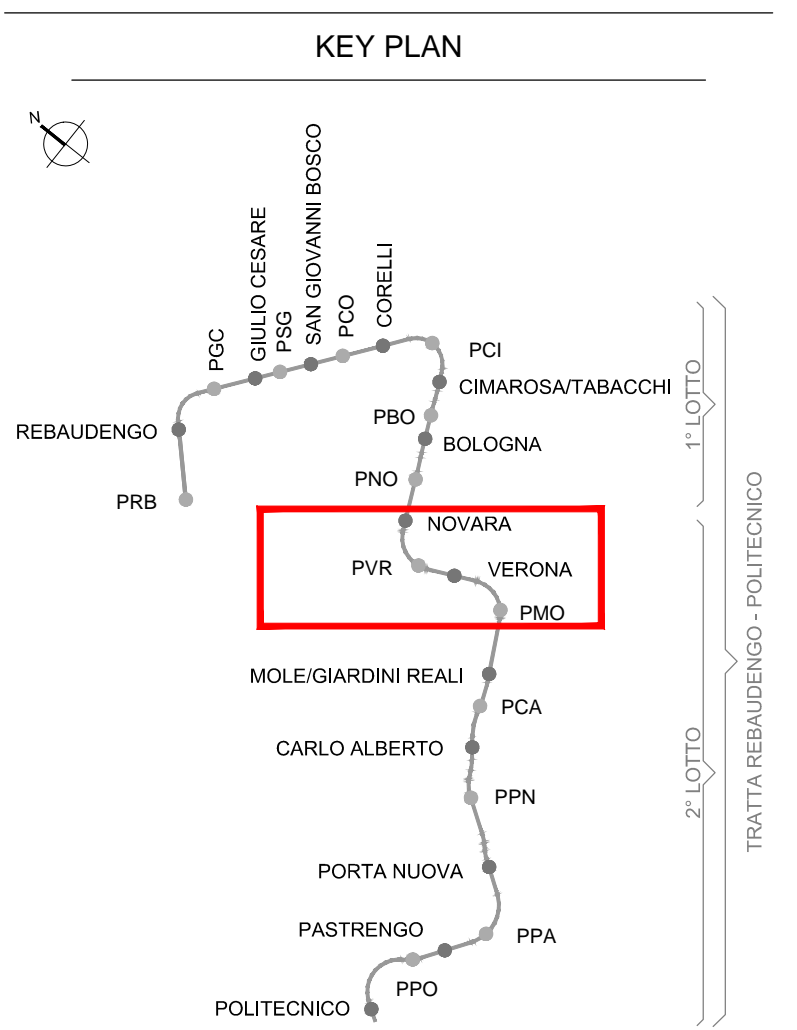 KEY PLAN
N
PGC
GIULIO CESARE
PSG
SAN GIOVANNI BOSCO
PCO
CORELLI
PCI
CIMAROSA/TABACCHI
REBAUDENGO
PBO
BOLOGNA
PNO
PRB
NOVARA
PVR
VERONA
PMO
MOLE/GIARDINI REALI
PCA
CARLO ALBERTO
PPN
PORTA NUOVA
PASTRENGO
PPA
PPO
POLITECNICO
1° LOTTO
2° LOTTO
TRATTA REBAUDENGO - POLITECNICO